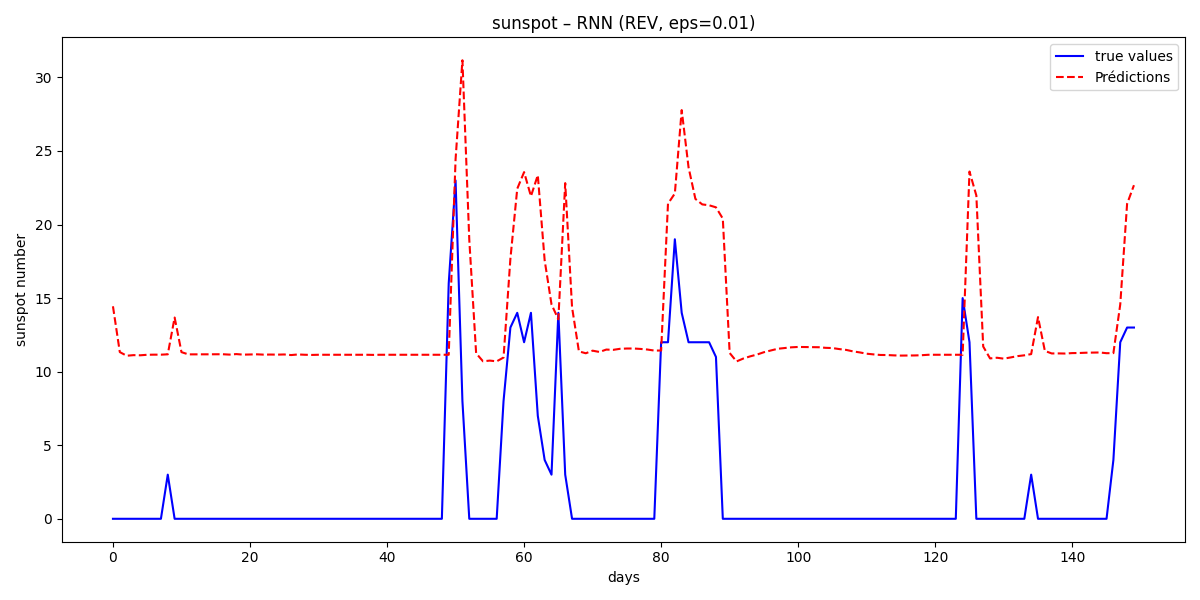 sunspot – RNN (REV, eps=0.01)
true values
Prédictions
sunspot number
30
25
20
15
10
5
0
0 20 40 60 80 100 120 140
days